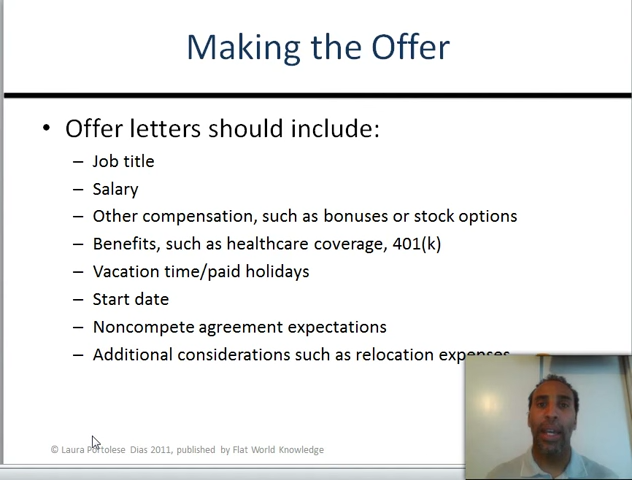 Making the Offer
• Offer letters should include:
– Job title
– Salary
– Other compensation, such as bonuses or stock options
– Benefits, such as healthcare coverage, 401(k)
– Vacation time/paid holidays
– Start date
– Noncompete agreement expectations
– Additional considerations such as relocation expenses
© Laura Portolese Dias 2011, published by Flat World Knowledge